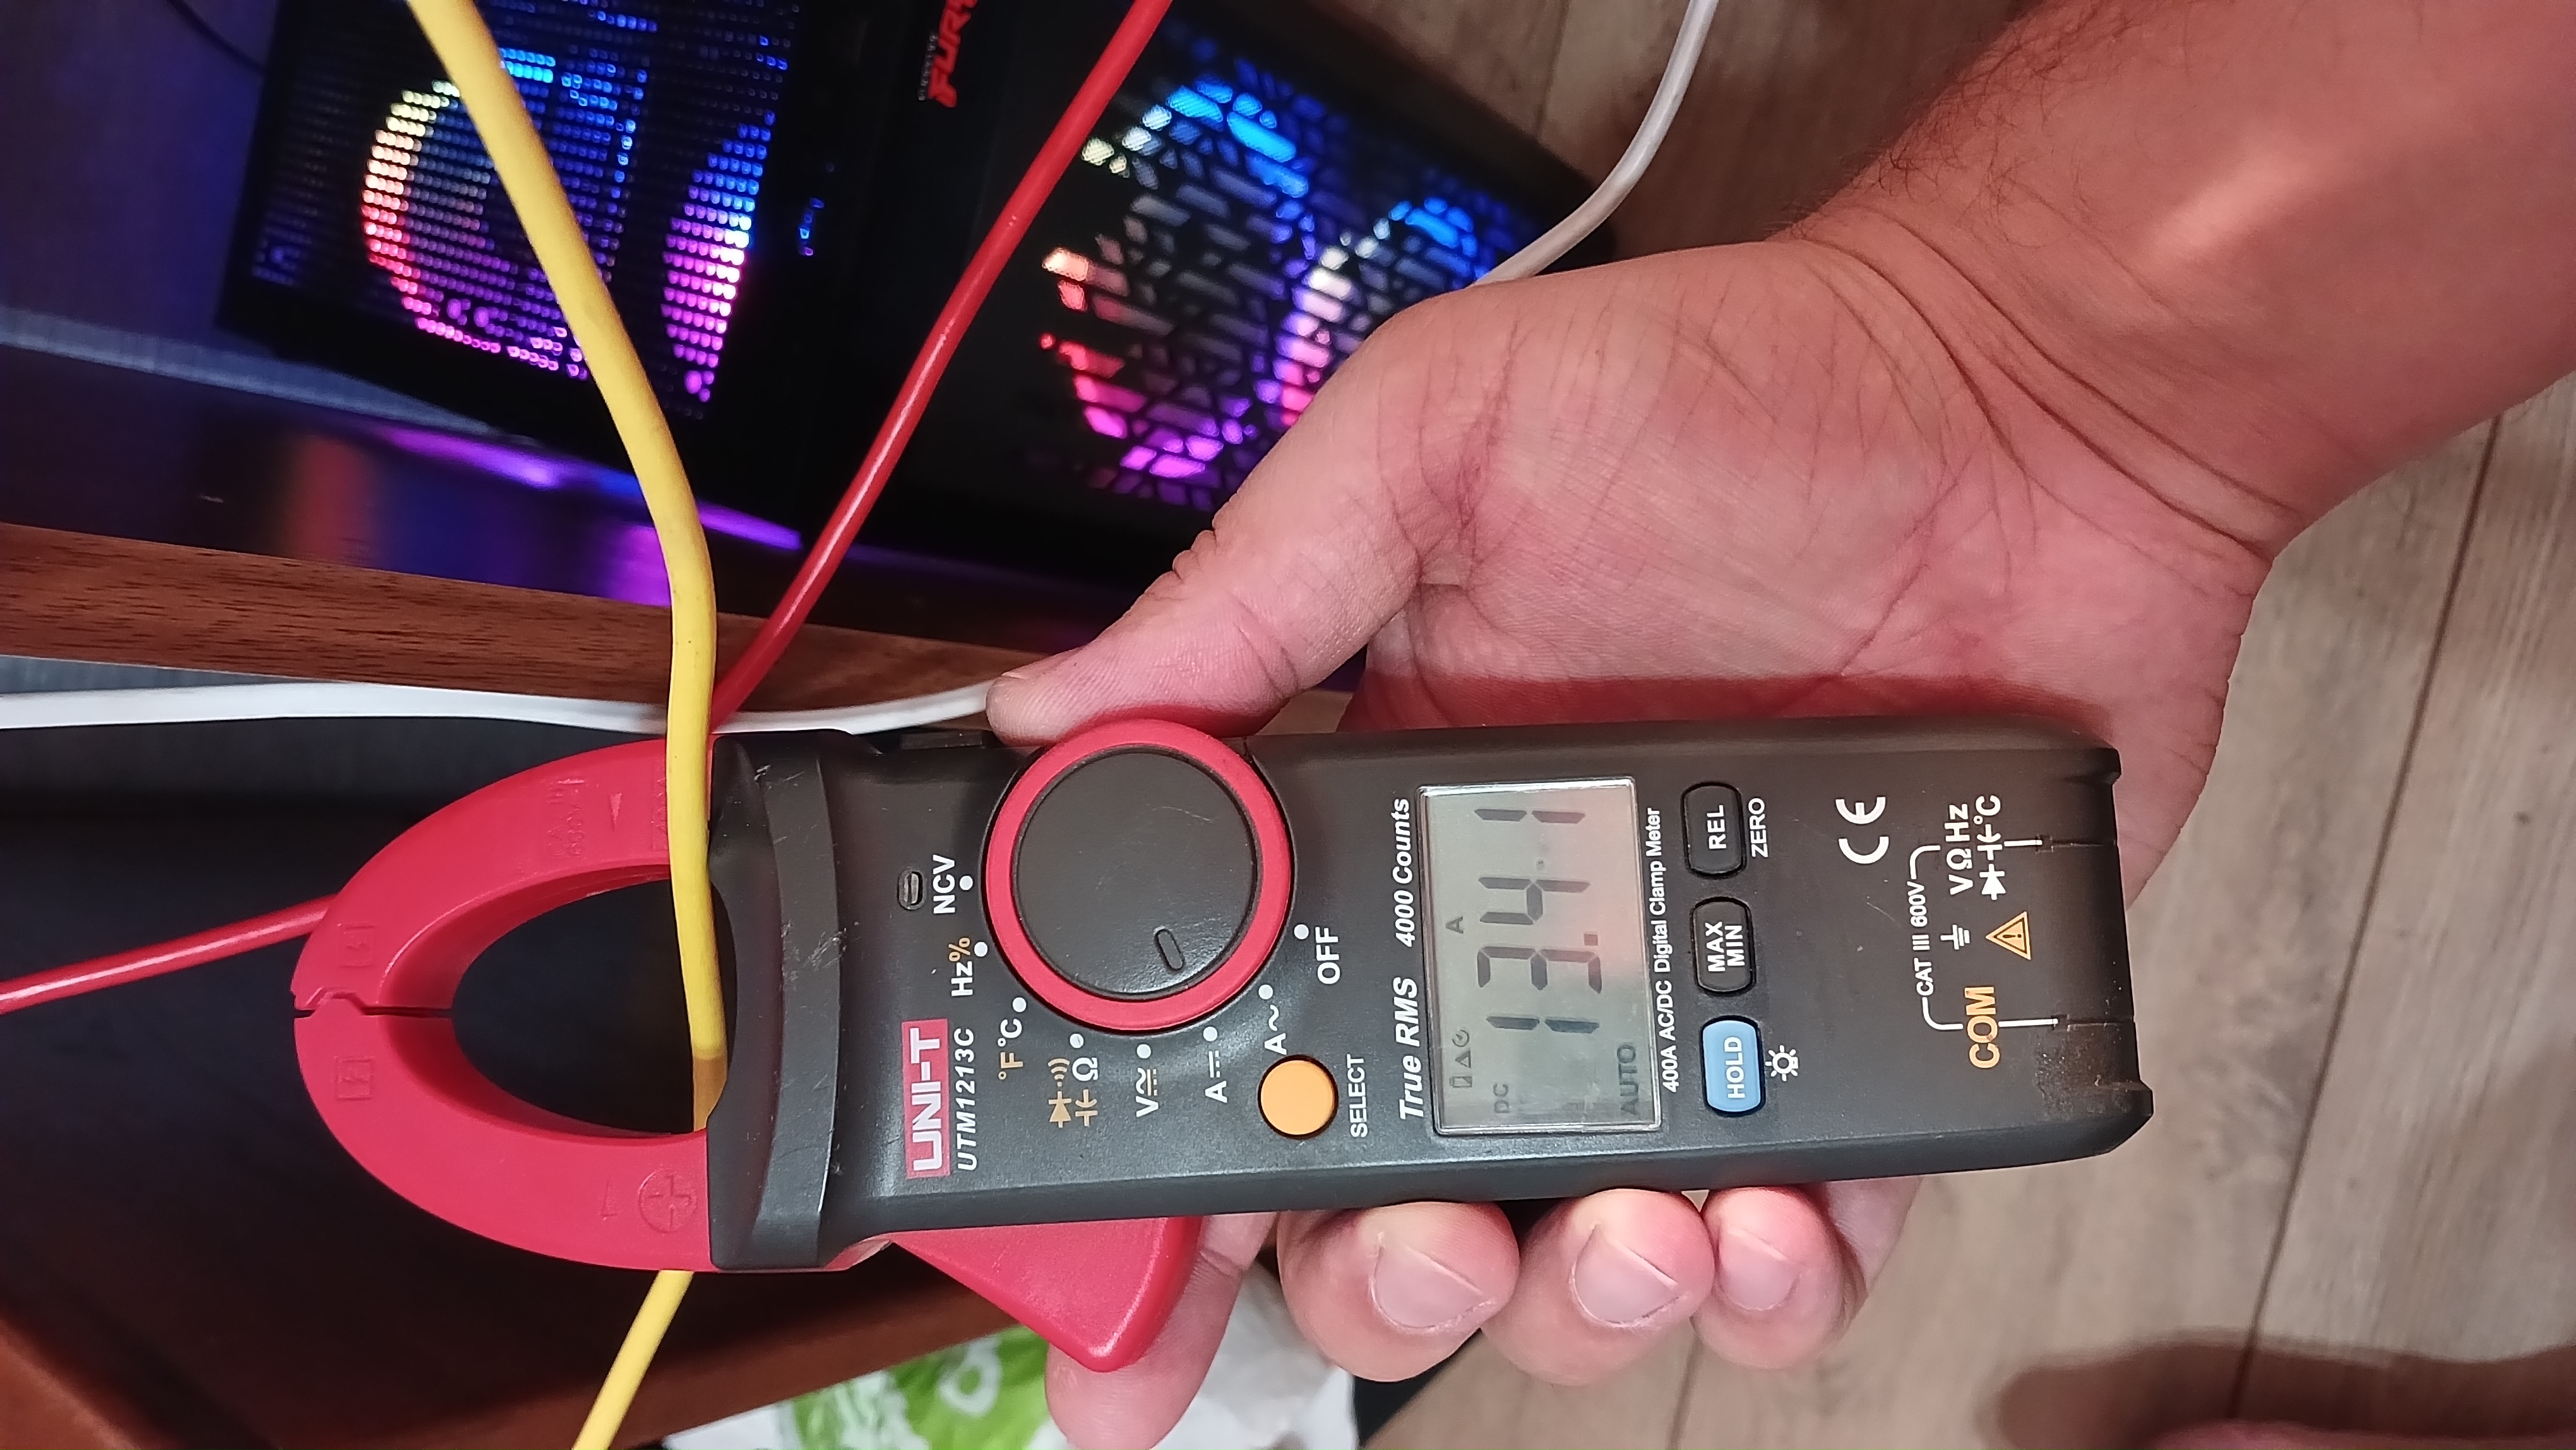 UNI-T
UTM1213C
NCV
Hz%
°F °C
Ω
V
A
A
OFF
SELECT
True RMS 4000 Counts
A
DC
13.41
AUTO
400A AC/DC Digital Clamp Meter
HOLD
MAX
MIN
REL
ZERO
CE
CAT III 600V
COM
VΩHz
°C
FURY